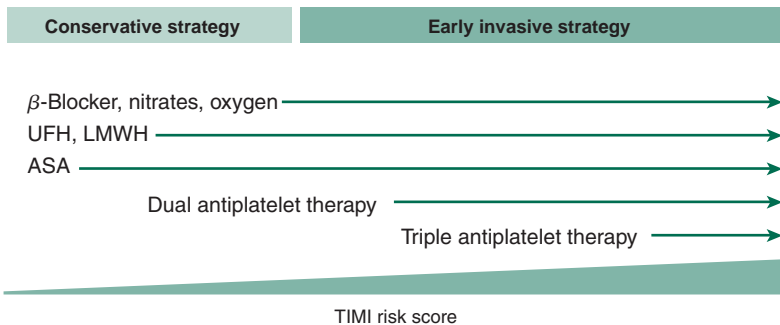 Conservative strategy
Early invasive strategy
β-Blocker, nitrates, oxygen
UFH, LMWH
ASA
Dual antiplatelet therapy
Triple antiplatelet therapy
TIMI risk score